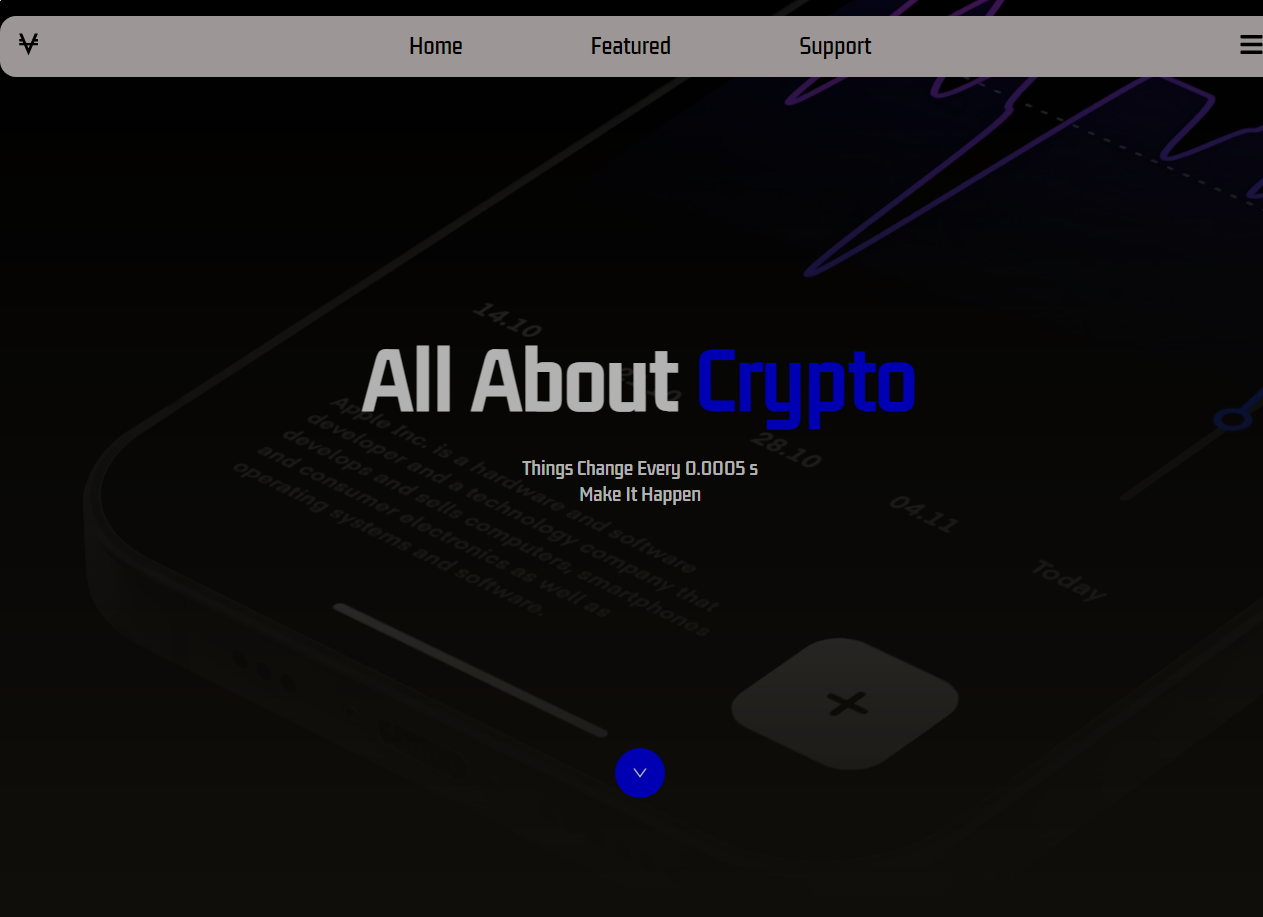 Home Featured Support
14.10
All About Crypto
Apple Inc. is a hardware and software
developer and a technology company that
develops and sells computers, smartphones
and consumer electronics as well as
operating systems and software.
28.10
Things Change Every 0.0005 s
Make It Happen
04.11
Today